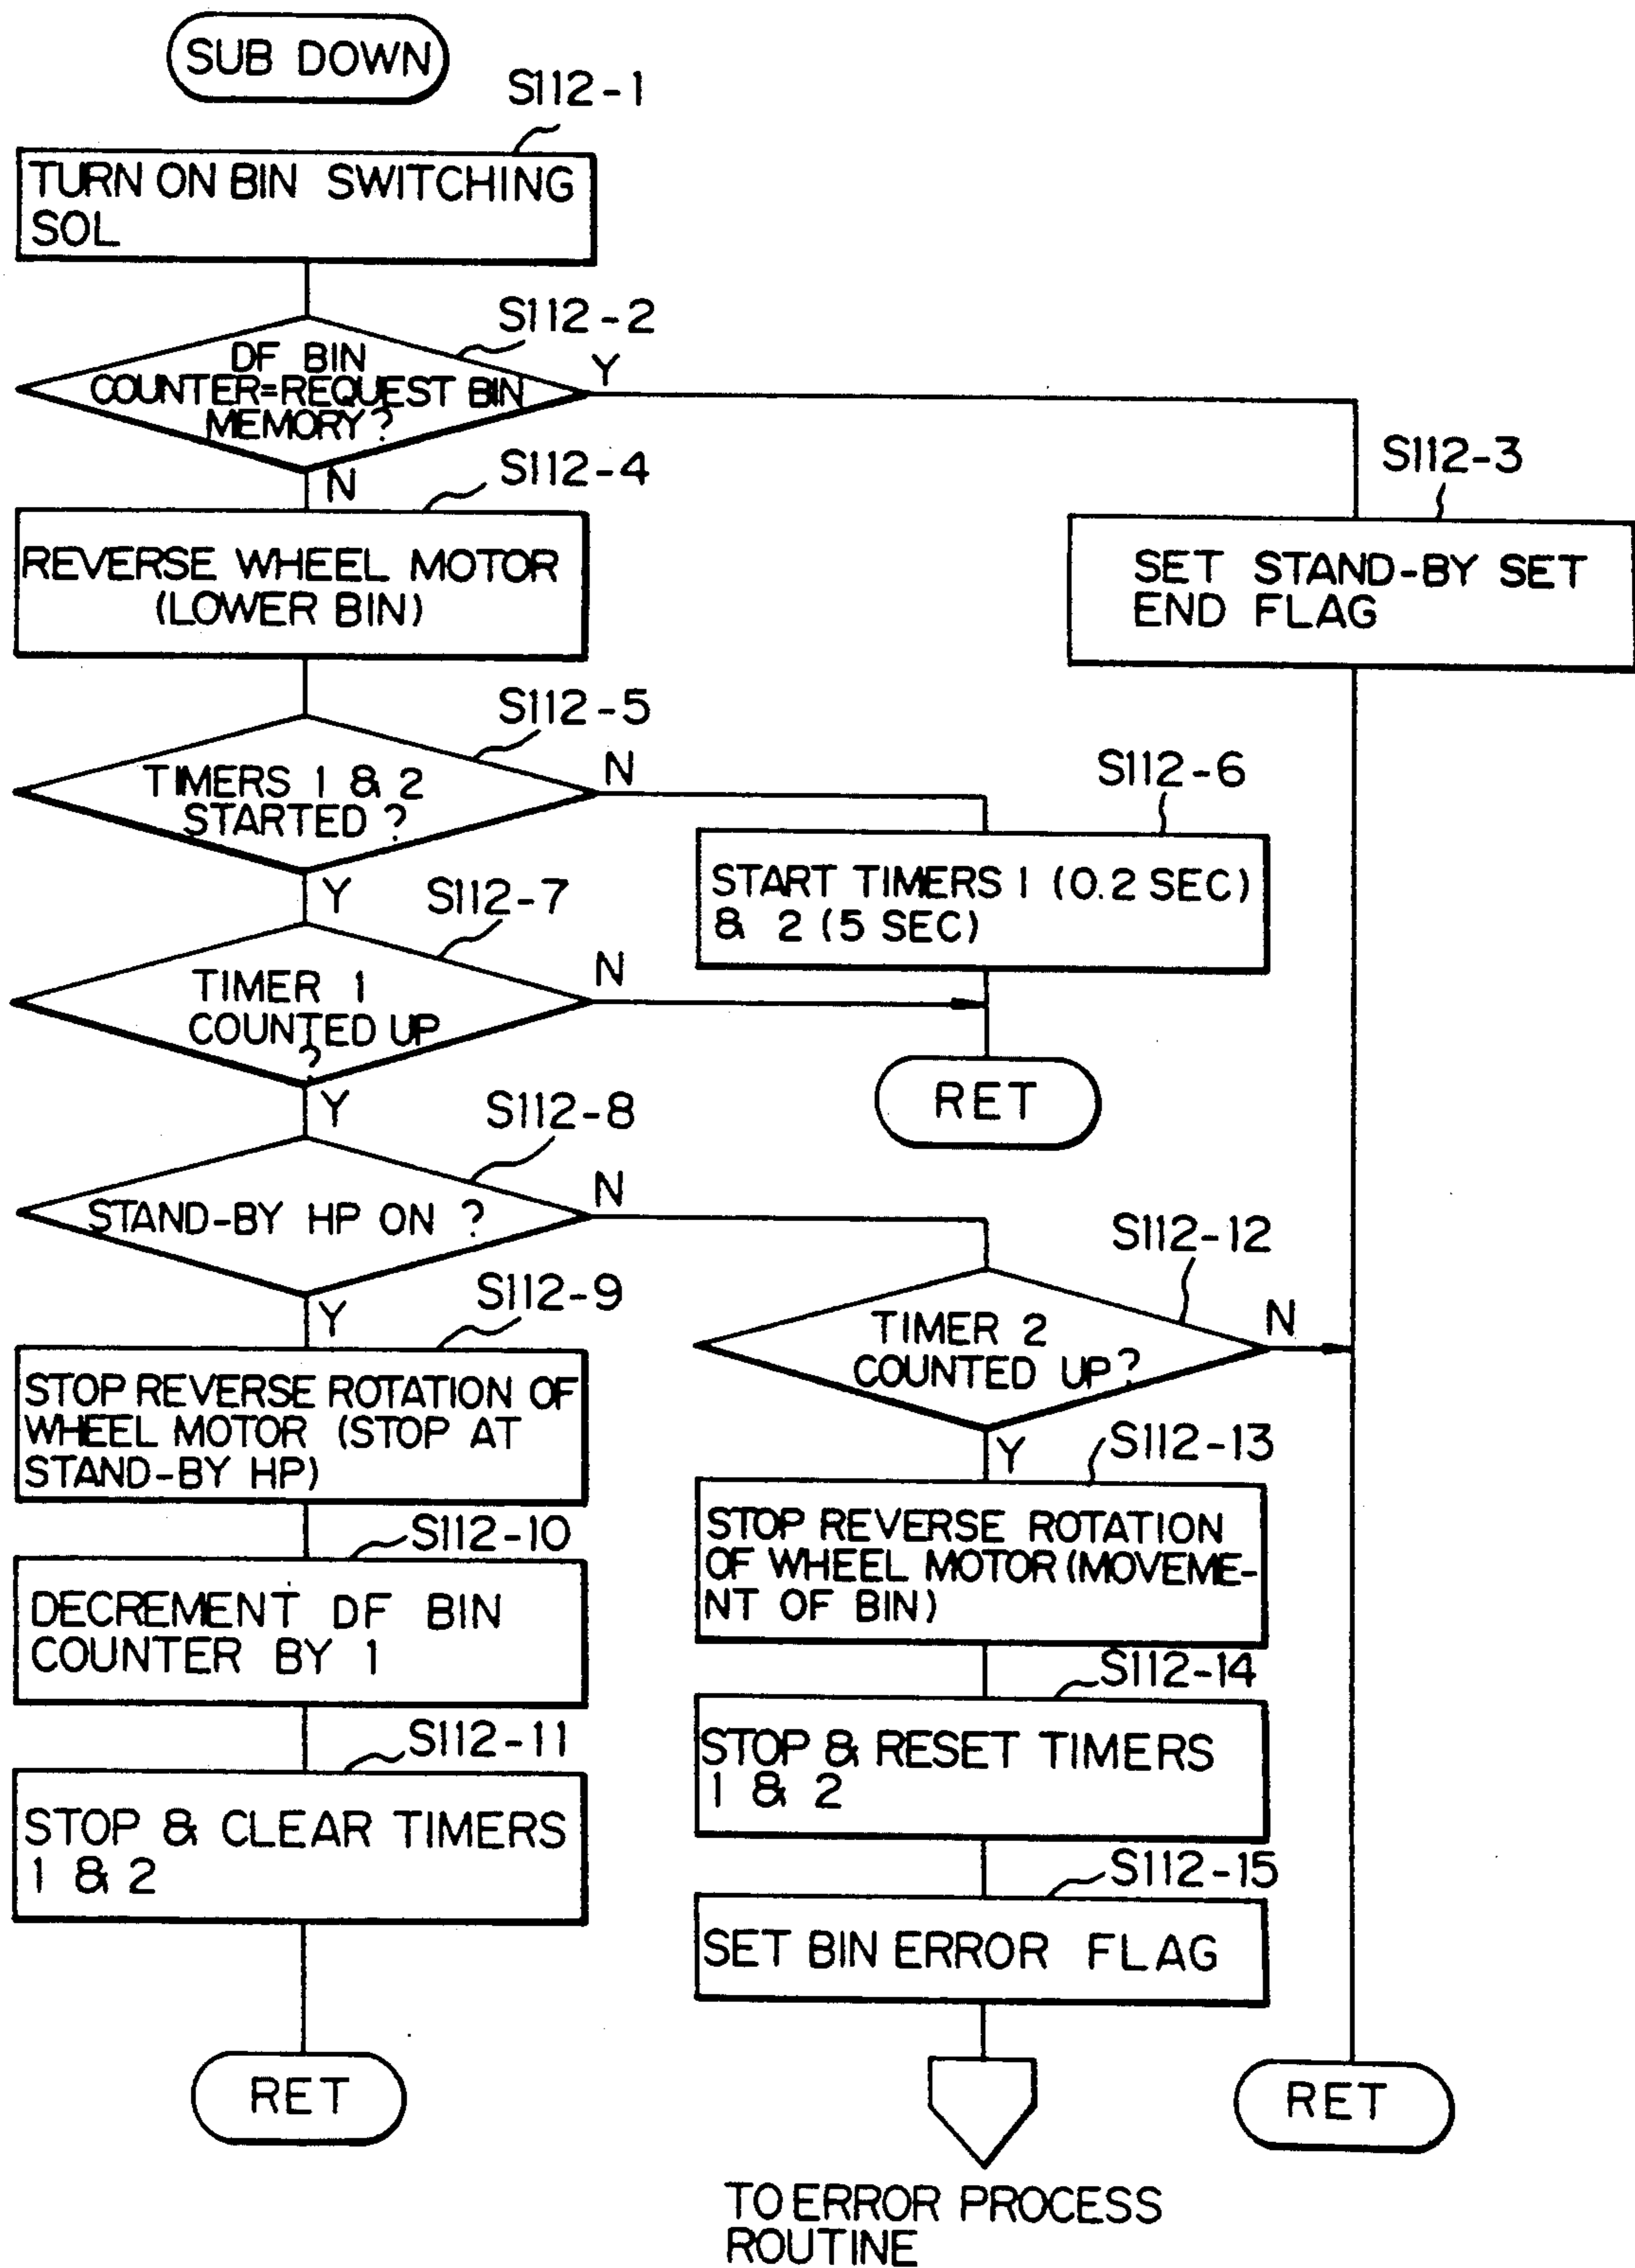 SUB DOWN
S112-1
TURN ON BIN SWITCHING
SOL
S112-2
DF BIN
COUNTER=REQUEST BIN
MEMORY?
Y
N
S112-3
SET STAND-BY SET
END FLAG
S112-4
REVERSE WHEEL MOTOR
(LOWER BIN)
S112-5
TIMERS 1 & 2
STARTED ?
N
Y
S112-6
START TIMERS 1 (0.2 SEC)
& 2 (5 SEC)
S112-7
TIMER 1
COUNTED UP
?
N
Y
RET
S112-8
STAND-BY HP ON ?
N
Y
S112-12
TIMER 2
COUNTED UP?
N
Y
S112-9
STOP REVERSE ROTATION OF
WHEEL MOTOR (STOP AT
STAND-BY HP)
S112-13
STOP REVERSE ROTATION
OF WHEEL MOTOR (MOVEME-
NT OF BIN)
S112-10
DECREMENT DF BIN
COUNTER BY 1
S112-14
STOP & RESET TIMERS
1 & 2
S112-11
STOP & CLEAR TIMERS
1 & 2
S112-15
SET BIN ERROR FLAG
RET
RET
TO ERROR PROCESS
ROUTINE